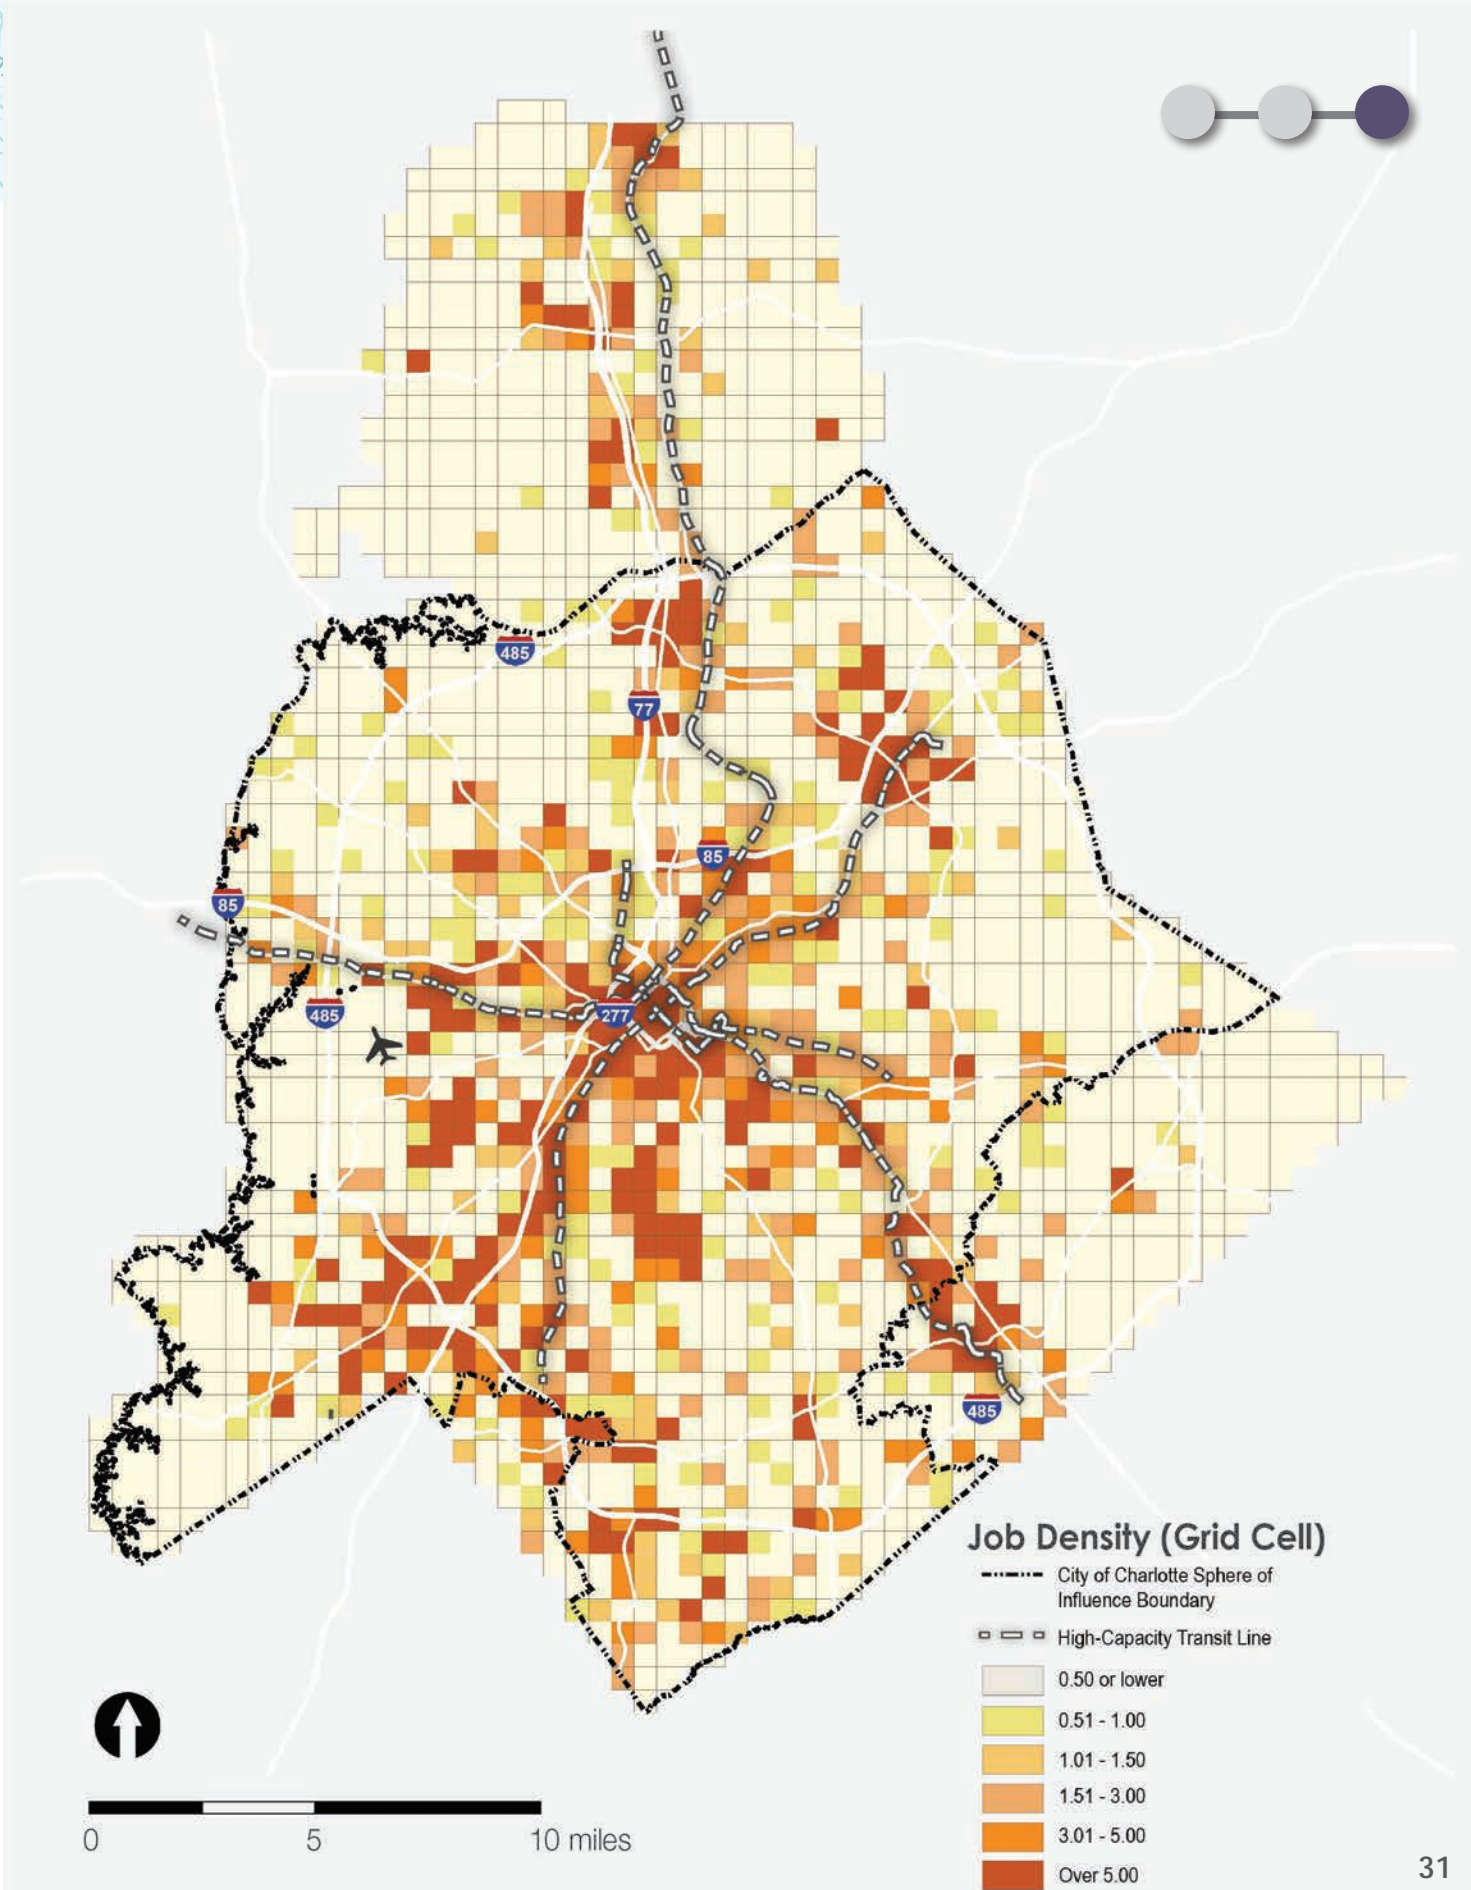 485
77
85
85
485
277
485
Job Density (Grid Cell)
City of Charlotte Sphere of
Influence Boundary
High-Capacity Transit Line
0.50 or lower
0.51 - 1.00
1.01 - 1.50
1.51 - 3.00
3.01 - 5.00
Over 5.00
0 5 10 miles
31